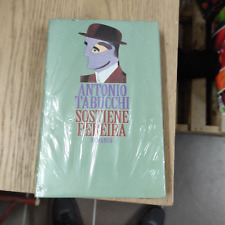 ANTONIO
TABUCCHI
SOSTIENE
PEREIRA